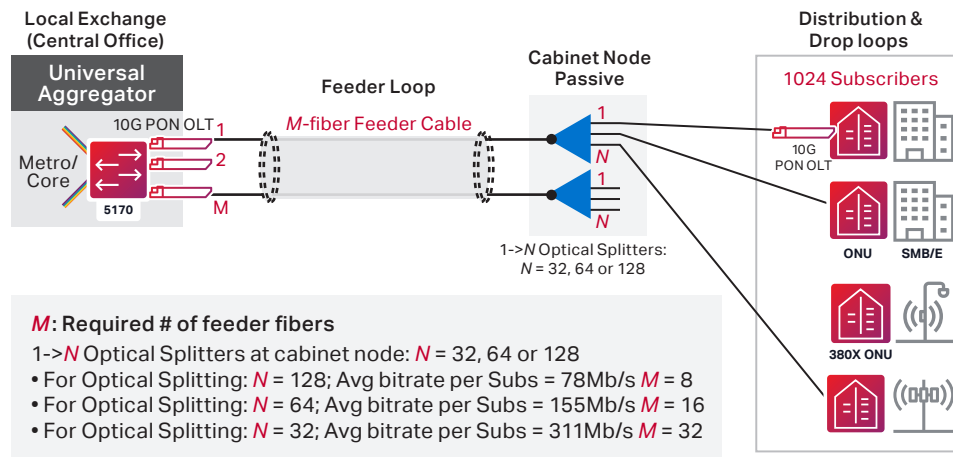 Local Exchange
(Central Office)
Universal
Aggregator
10G PON OLT
1
2
M
Metro/
Core
5170
Feeder Loop
M-fiber Feeder Cable
Cabinet Node
Passive
1
N
1
N
1->N Optical Splitters:
N = 32, 64 or 128
Distribution &
Drop loops
1024 Subscribers
10G
PON OLT
ONU
SMB/E
380X ONU
M: Required # of feeder fibers
1->N Optical Splitters at cabinet node: N = 32, 64 or 128
• For Optical Splitting: N = 128; Avg bitrate per Subs = 78Mb/s M = 8
• For Optical Splitting: N = 64; Avg bitrate per Subs = 155Mb/s M = 16
• For Optical Splitting: N = 32; Avg bitrate per Subs = 311Mb/s M = 32